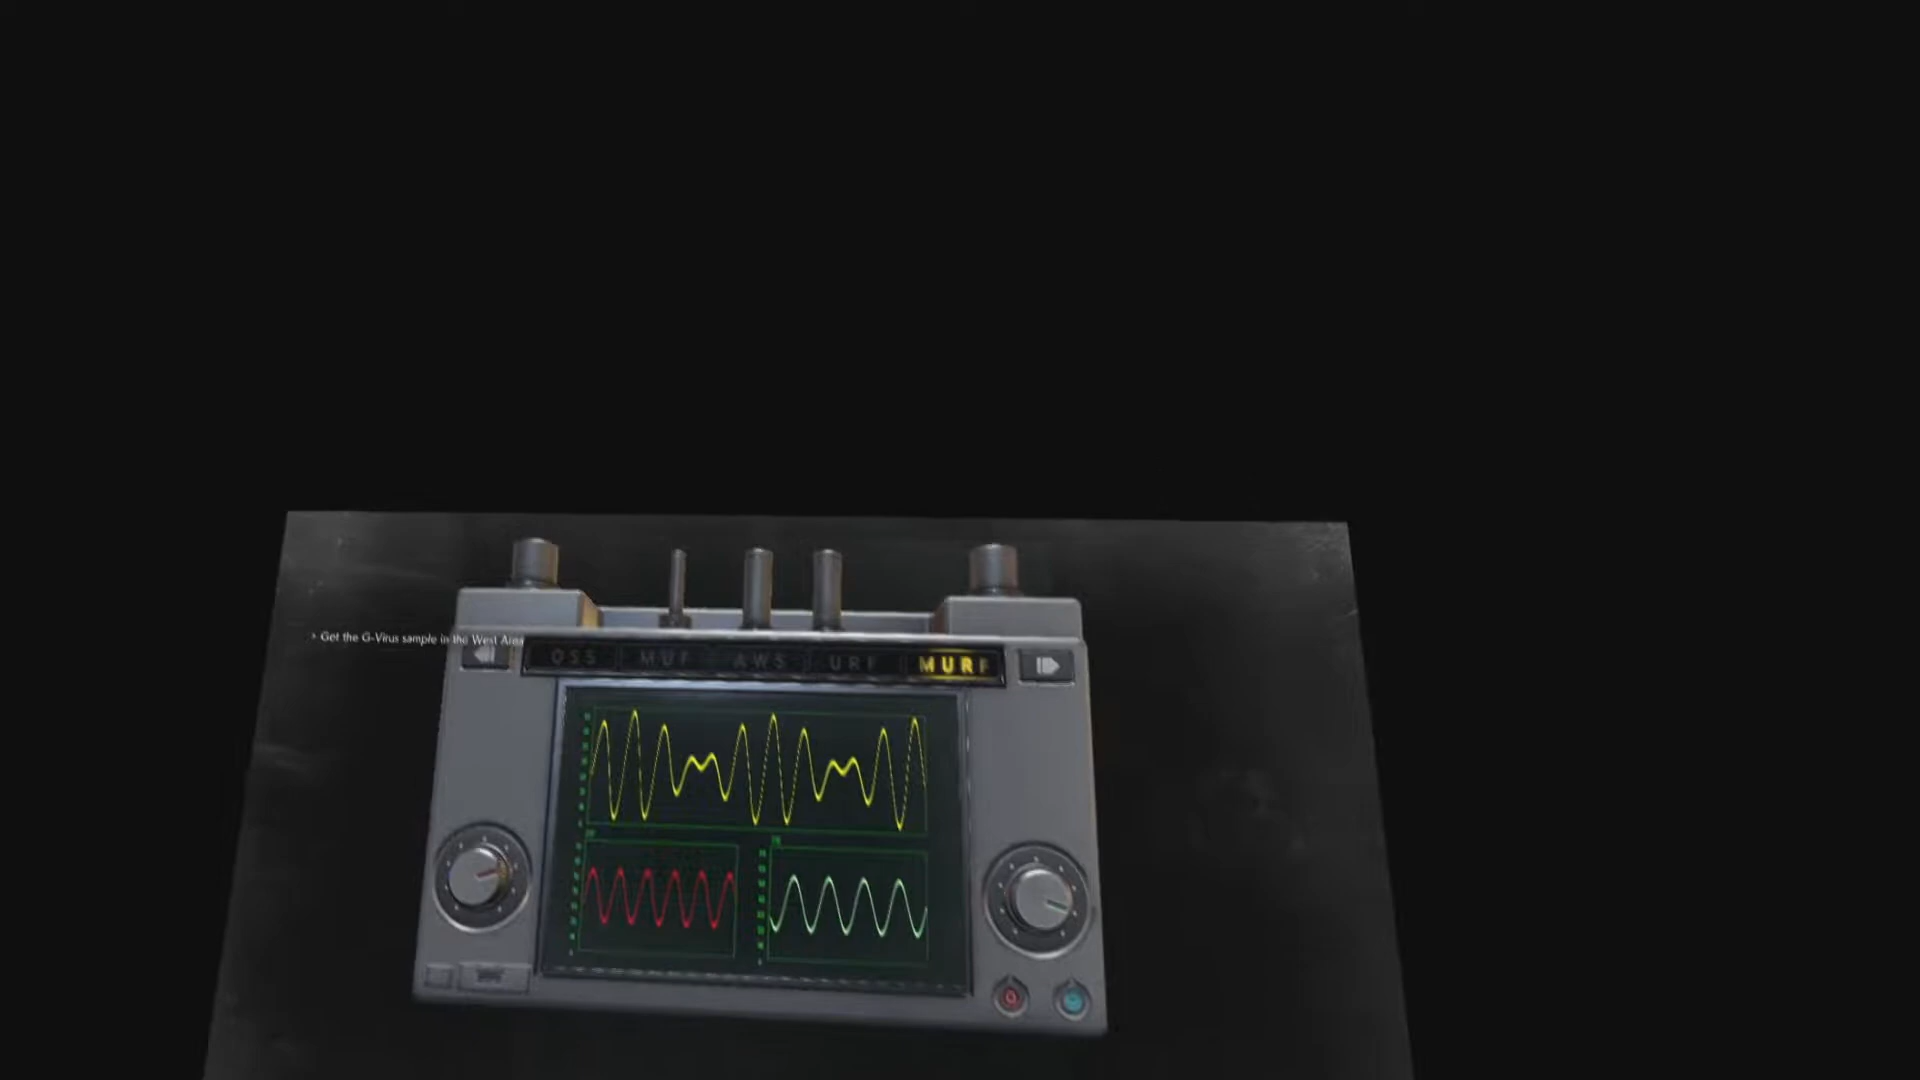 > Get the G-Virus sample in the West Area
OSS MUF AWS URF MURF